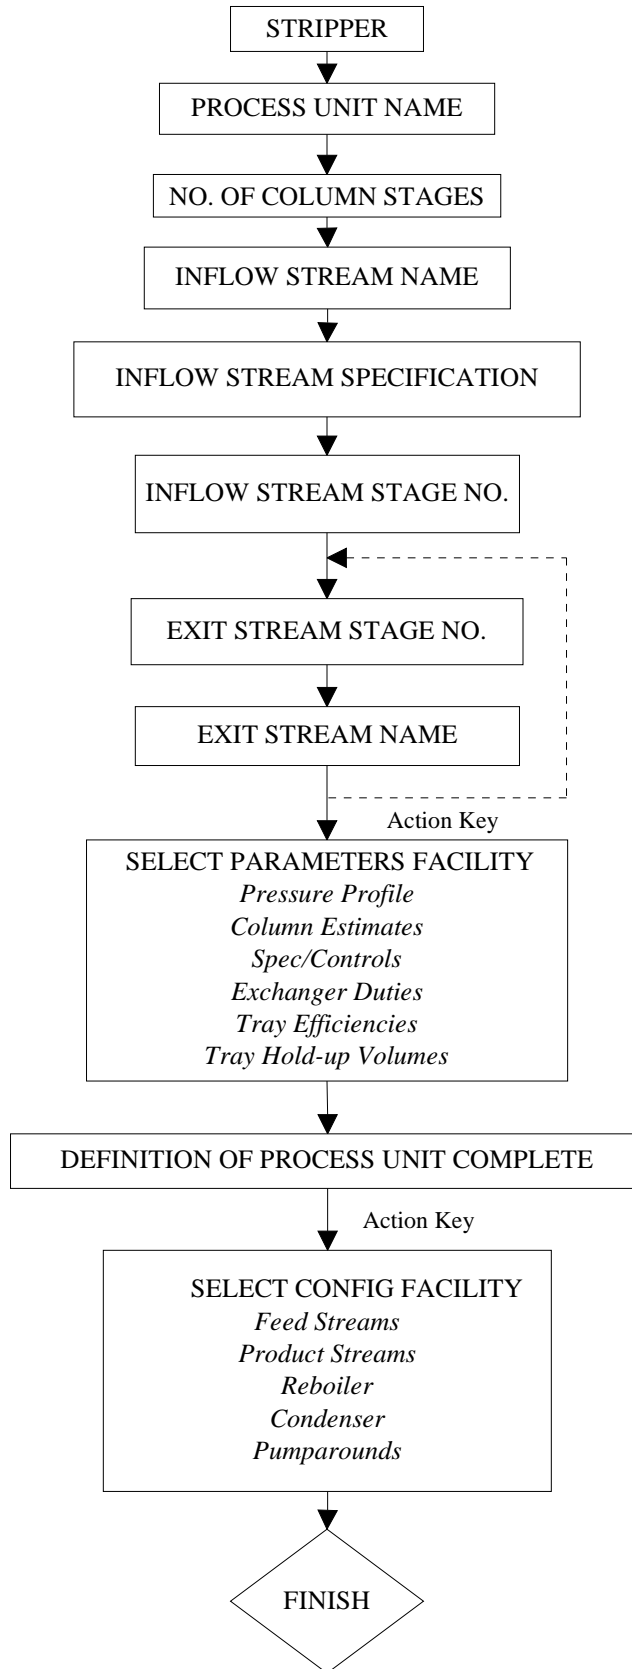 STRIPPER
PROCESS UNIT NAME
NO. OF COLUMN STAGES
INFLOW STREAM NAME
INFLOW STREAM SPECIFICATION
INFLOW STREAM STAGE NO.
EXIT STREAM STAGE NO.
EXIT STREAM NAME
Action Key
SELECT PARAMETERS FACILITY
Pressure Profile
Column Estimates
Spec/Controls
Exchanger Duties
Tray Efficiencies
Tray Hold-up Volumes
DEFINITION OF PROCESS UNIT COMPLETE
Action Key
SELECT CONFIG FACILITY
Feed Streams
Product Streams
Reboiler
Condenser
Pumparounds
FINISH